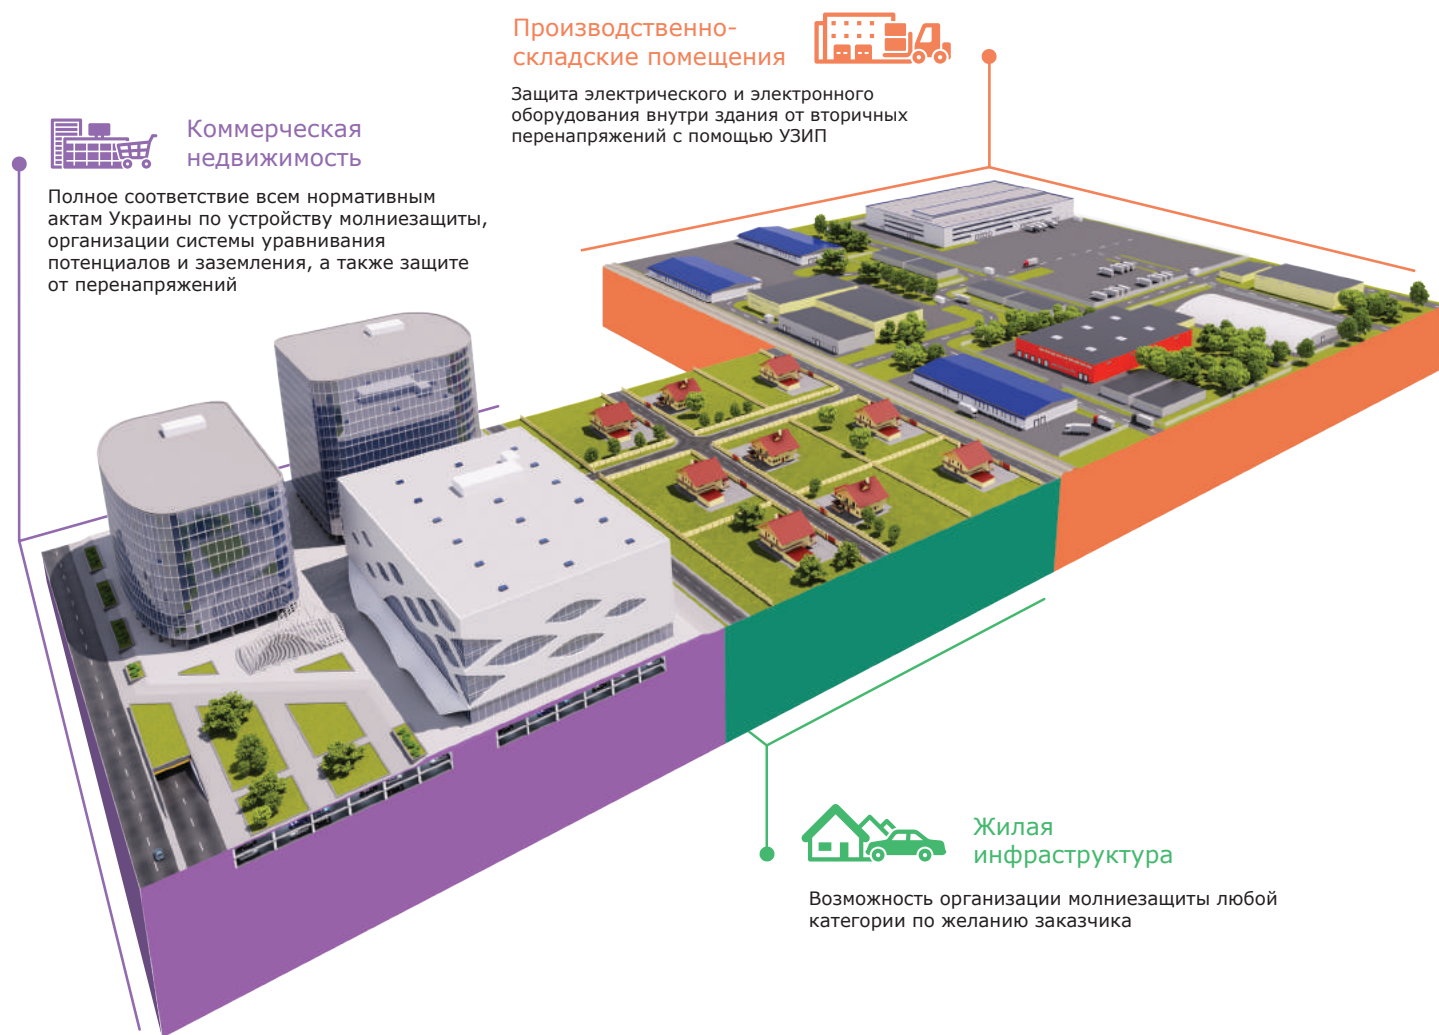 Производственно-
складские помещения
Защита электрического и электронного
оборудования внутри здания от вторичных
перенапряжений с помощью УЗИП
Коммерческая
недвижимость
Полное соответствие всем нормативным
актам Украины по устройству молниезащиты,
организации системы уравнивания
потенциалов и заземления, а также защите
от перенапряжений
Жилая
инфраструктура
Возможность организации молниезащиты любой
категории по желанию заказчика